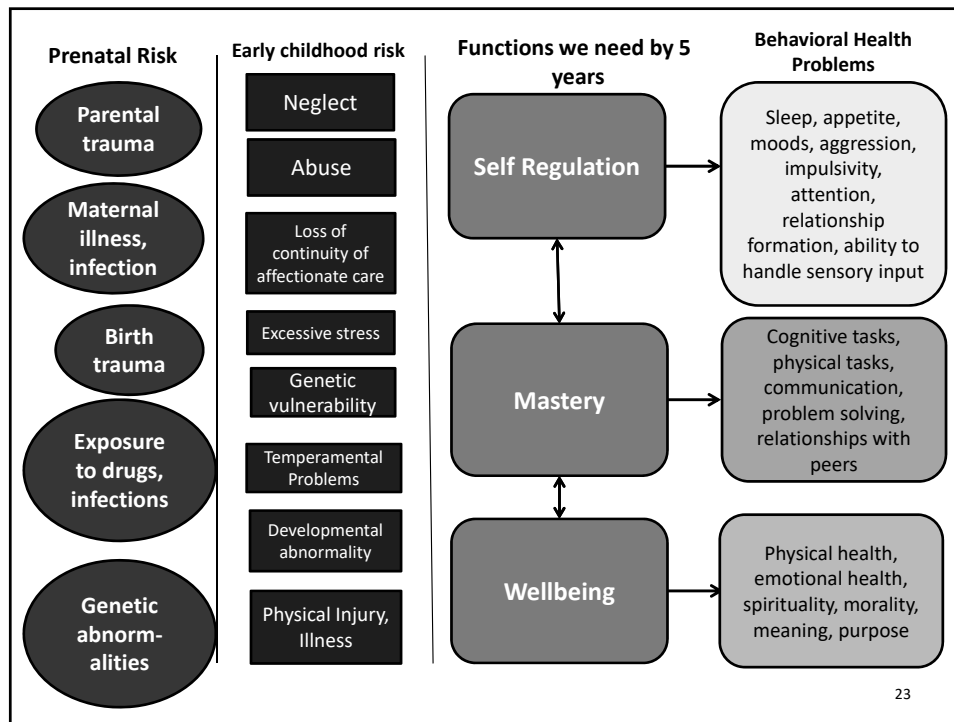 Prenatal Risk
Parental
trauma
Maternal
illness,
infection
Birth
trauma
Exposure
to drugs,
infections
Genetic
abnorm-
alities
Early childhood risk
Neglect
Abuse
Loss of
continuity of
affectionate care
Excessive stress
Genetic
vulnerability
Temperamental
Problems
Developmental
abnormality
Physical Injury,
Illness
Functions we need by 5
years
Self Regulation
Mastery
Wellbeing
Behavioral Health
Problems
Sleep, appetite,
moods, aggression,
impulsivity,
attention,
relationship
formation, ability to
handle sensory input
Cognitive tasks,
physical tasks,
communication,
problem solving,
relationships with
peers
Physical health,
emotional health,
spirituality, morality,
meaning, purpose
23